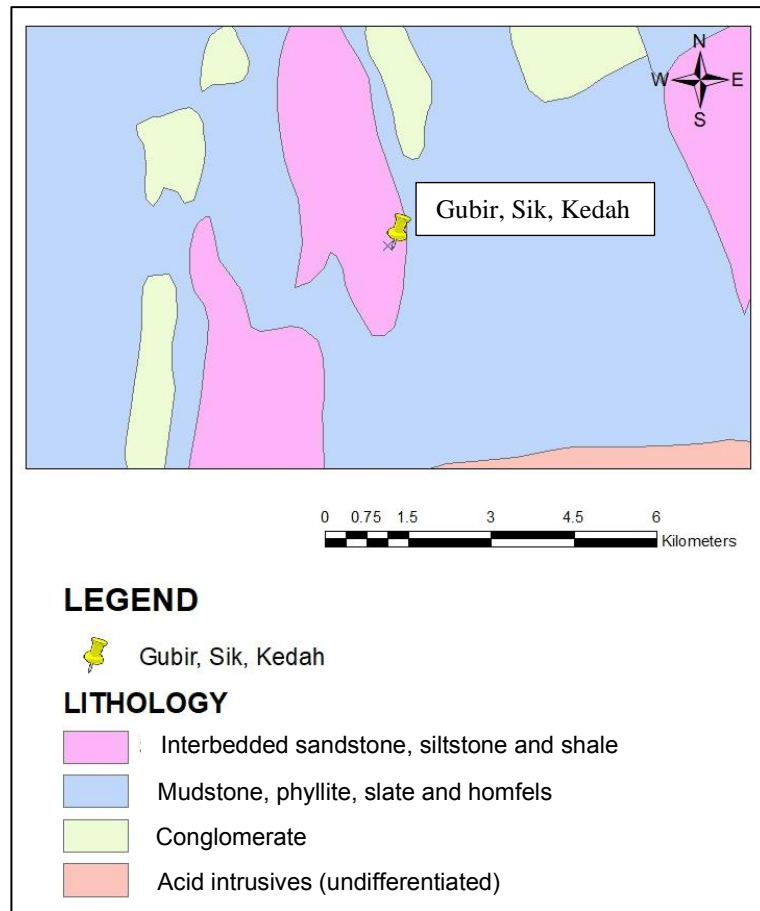 N
W E
S
Gubir, Sik, Kedah
0 0.75 1.5 3 4.5 6
Kilometers
LEGEND
Gubir, Sik, Kedah
LITHOLOGY
Interbedded sandstone, siltstone and shale
Mudstone, phyllite, slate and homfels
Conglomerate
Acid intrusives (undifferentiated)